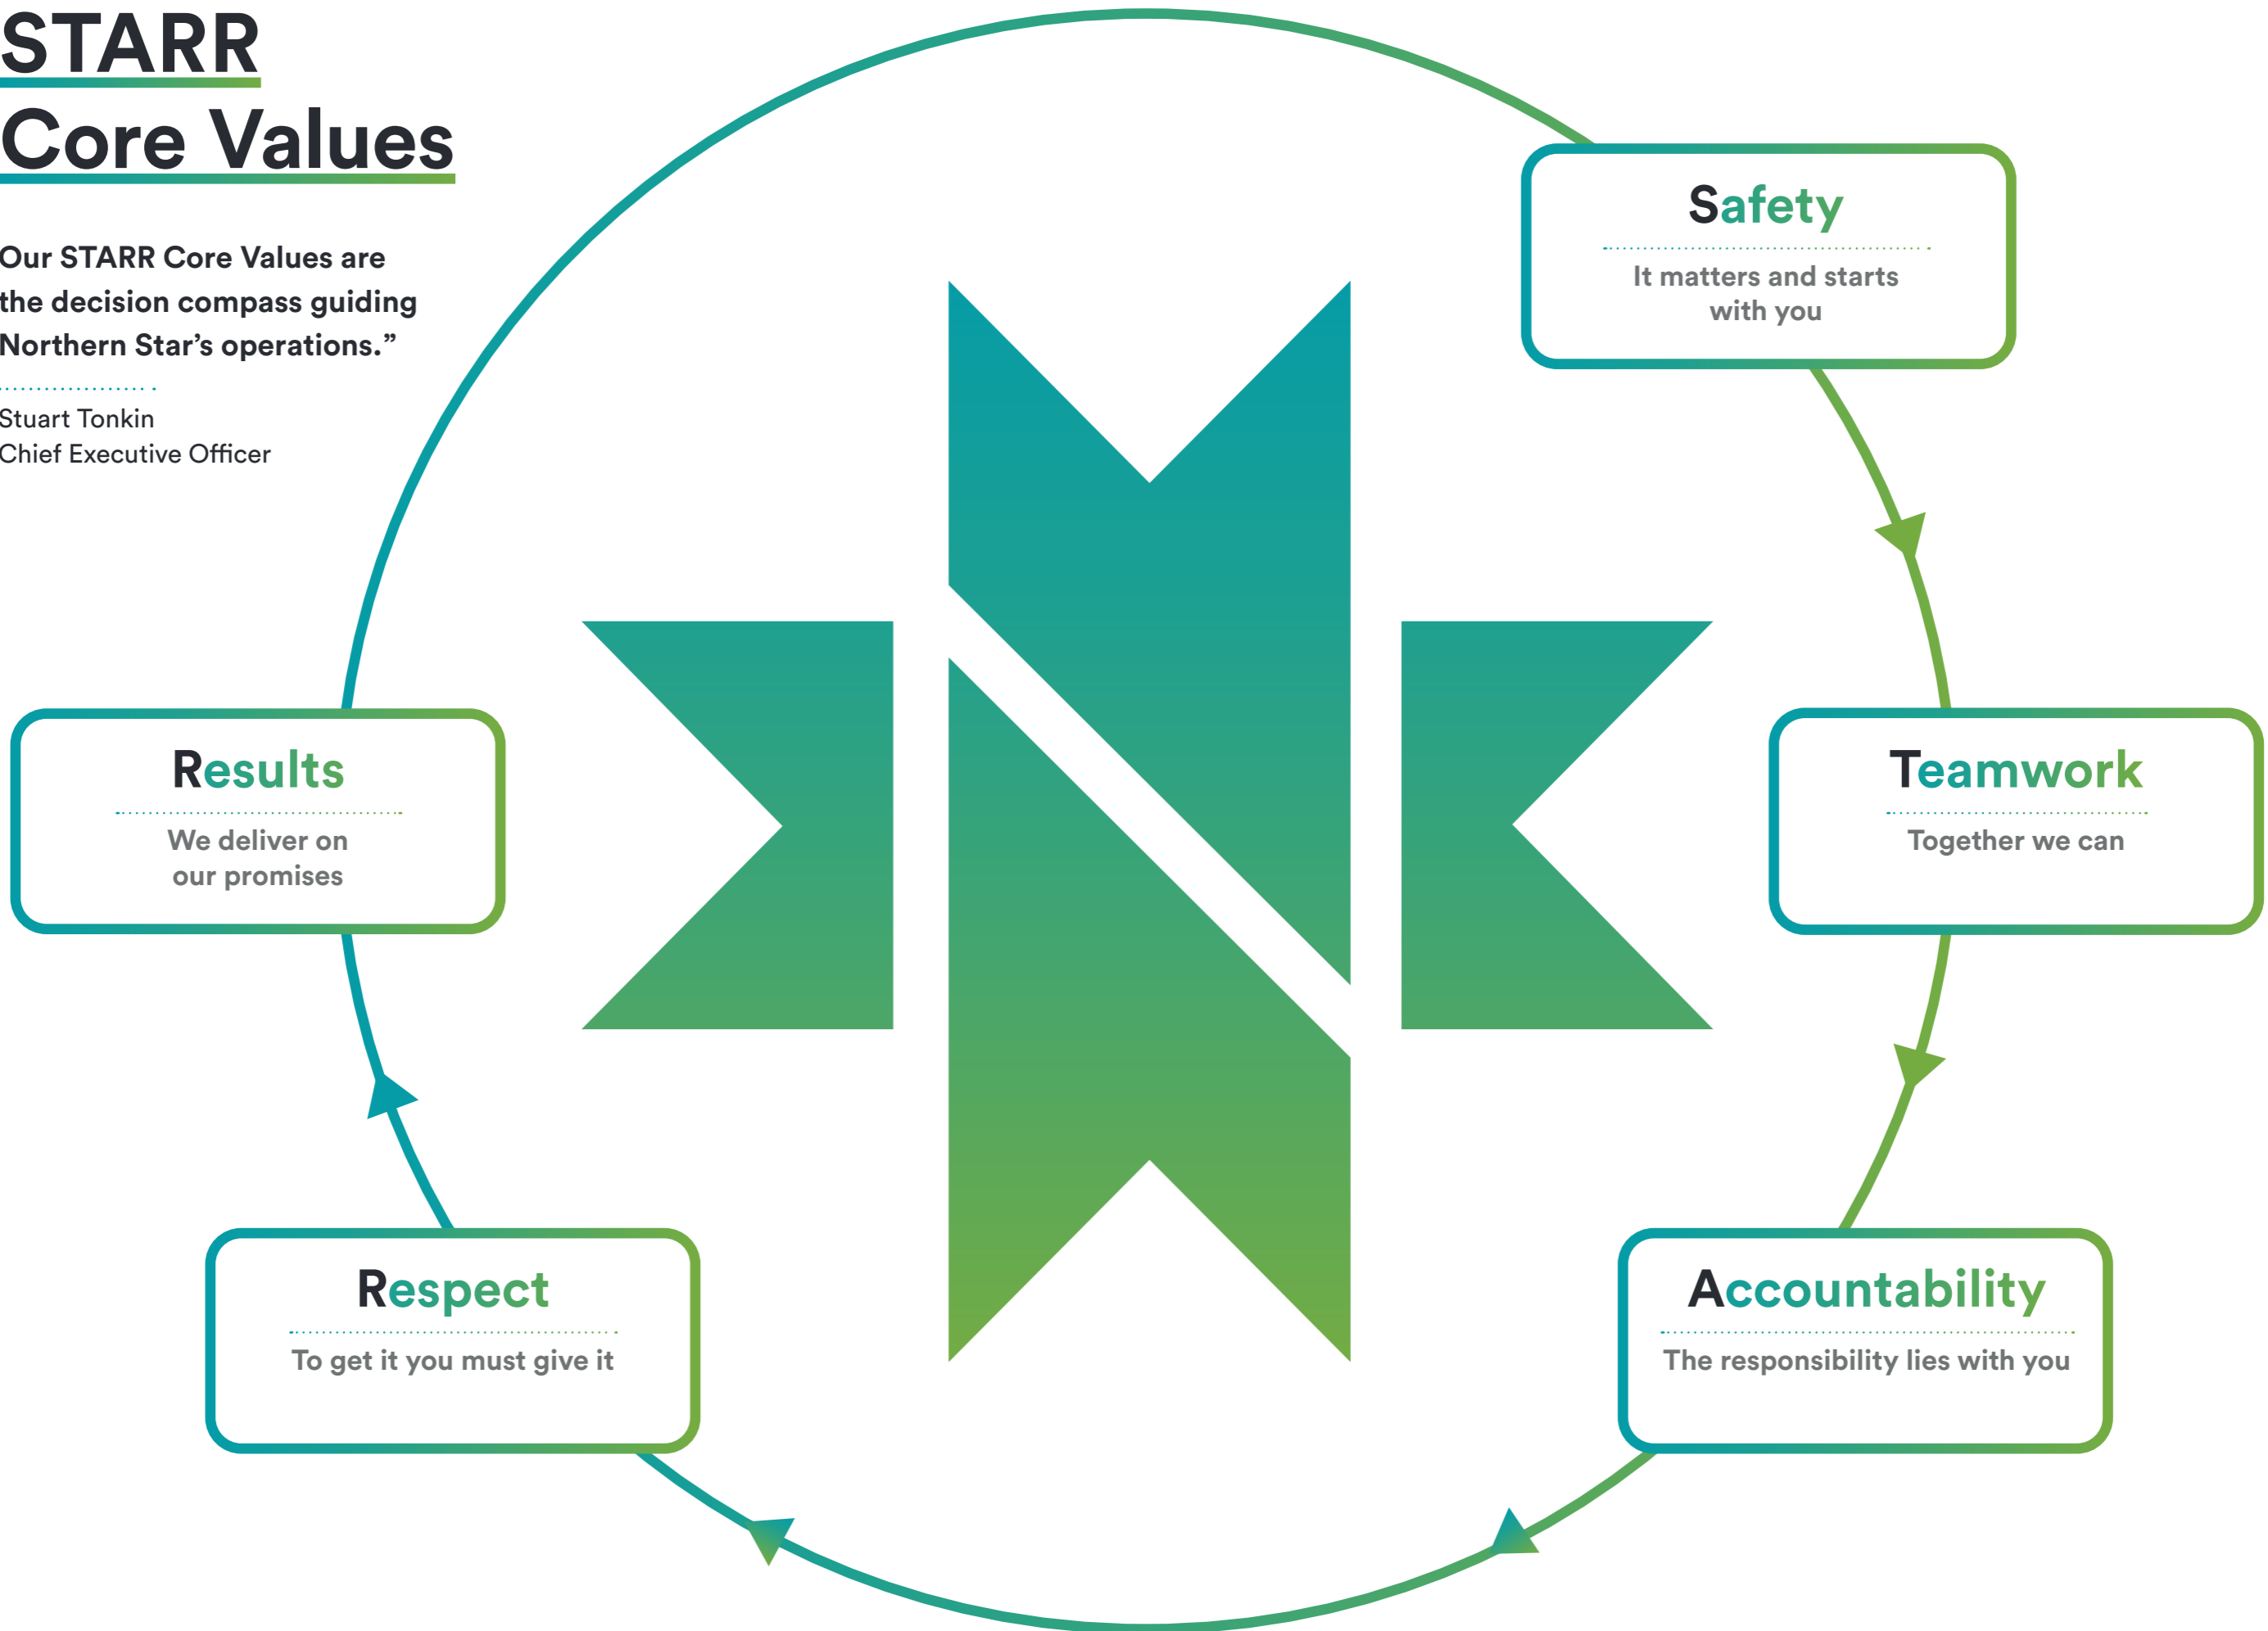 STARR
Core Values
Our STARR Core Values are
the decision compass guiding
Northern Star’s operations.”
Stuart Tonkin
Chief Executive Officer
Safety
It matters and starts
with you
Teamwork
Together we can
Accountability
The responsibility lies with you
Respect
To get it you must give it
Results
We deliver on
our promises